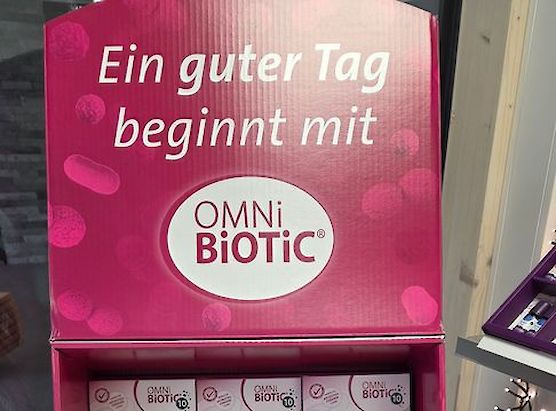 Ein guter Tag
beginnt mit
OMNi
BiOTiC®
OMNi
BiOTiC 10
OMNi
BiOTiC 10
OMNi
BiOTiC 10